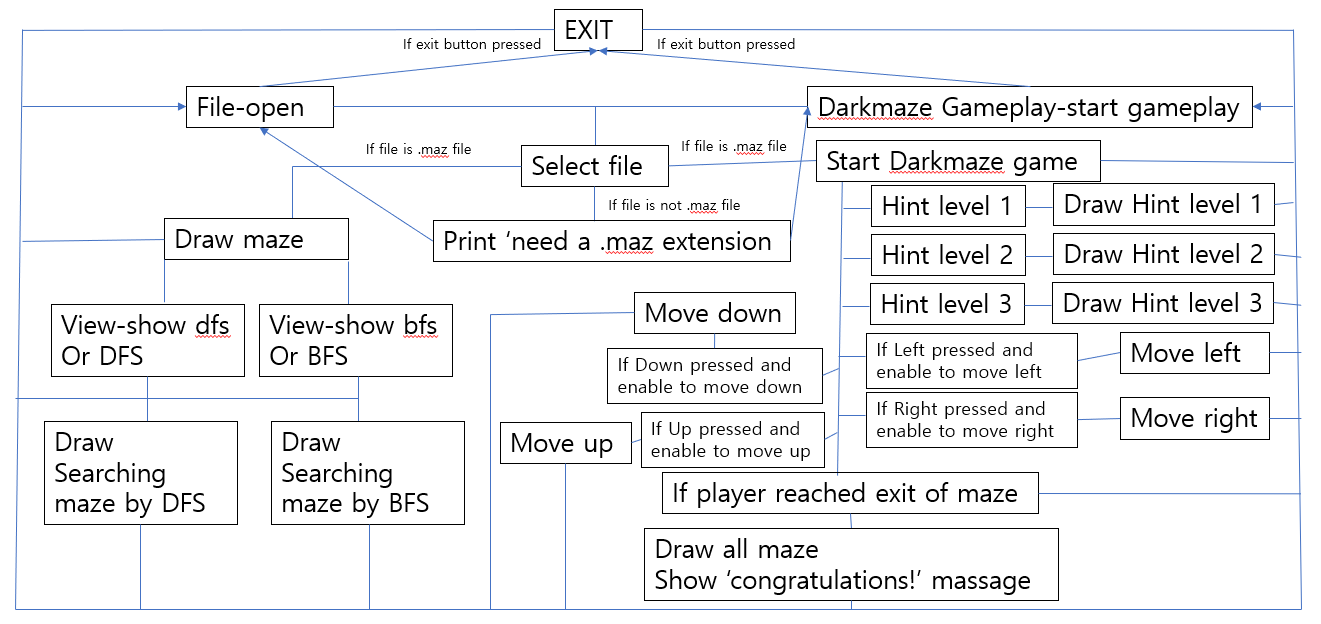 EXIT
If exit button pressed
If exit button pressed
File-open
Darkmaze Gameplay-start gameplay
If file is .maz file
If file is .maz file
Select file
Start Darkmaze game
If file is not .maz file
Hint level 1
Draw Hint level 1
Draw maze
Print ‘need a .maz extension
Hint level 2
Draw Hint level 2
Hint level 3
Draw Hint level 3
View-show dfs
Or DFS
View-show bfs
Or BFS
Move down
If Down pressed and
enable to move down
If Left pressed and
enable to move left
Move left
If Right pressed and
enable to move right
Move right
Move up
If Up pressed and
enable to move up
Draw
Searching
maze by DFS
Draw
Searching
maze by BFS
If player reached exit of maze
Draw all maze
Show ‘congratulations!’ massage